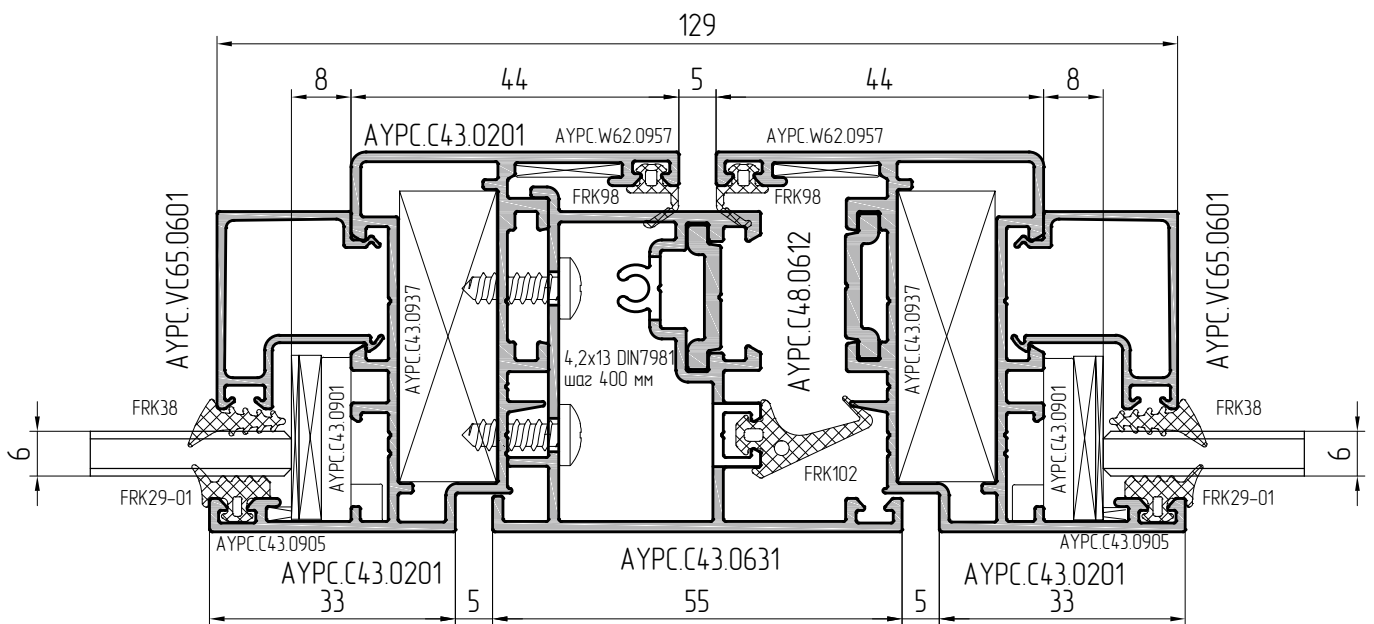 129
8 44 5 44 8
AYPC.C43.0201 AYPC.W62.0957 AYPC.W62.0957
FRK98 FRK98
AYPC.VC65.0601 AYPC.VC65.0601
AYPC.C43.0937 AYPC.C48.0612 AYPC.C43.0937
4,2x13 DIN7981
шаг 400 мм
FRK38 AYPC.C43.0901 AYPC.C43.0901 FRK38
6 6
FRK102
FRK29-01 FRK29-01
AYPC.C43.0905 AYPC.C43.0905
AYPC.C43.0201 AYPC.C43.0631 AYPC.C43.0201
33 5 55 5 33